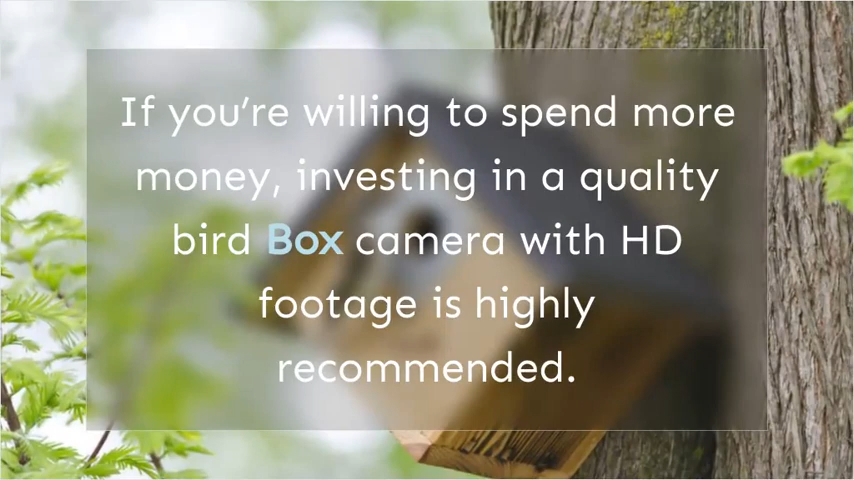 If you’re willing to spend more
money, investing in a quality
bird Box camera with HD
footage is highly
recommended.